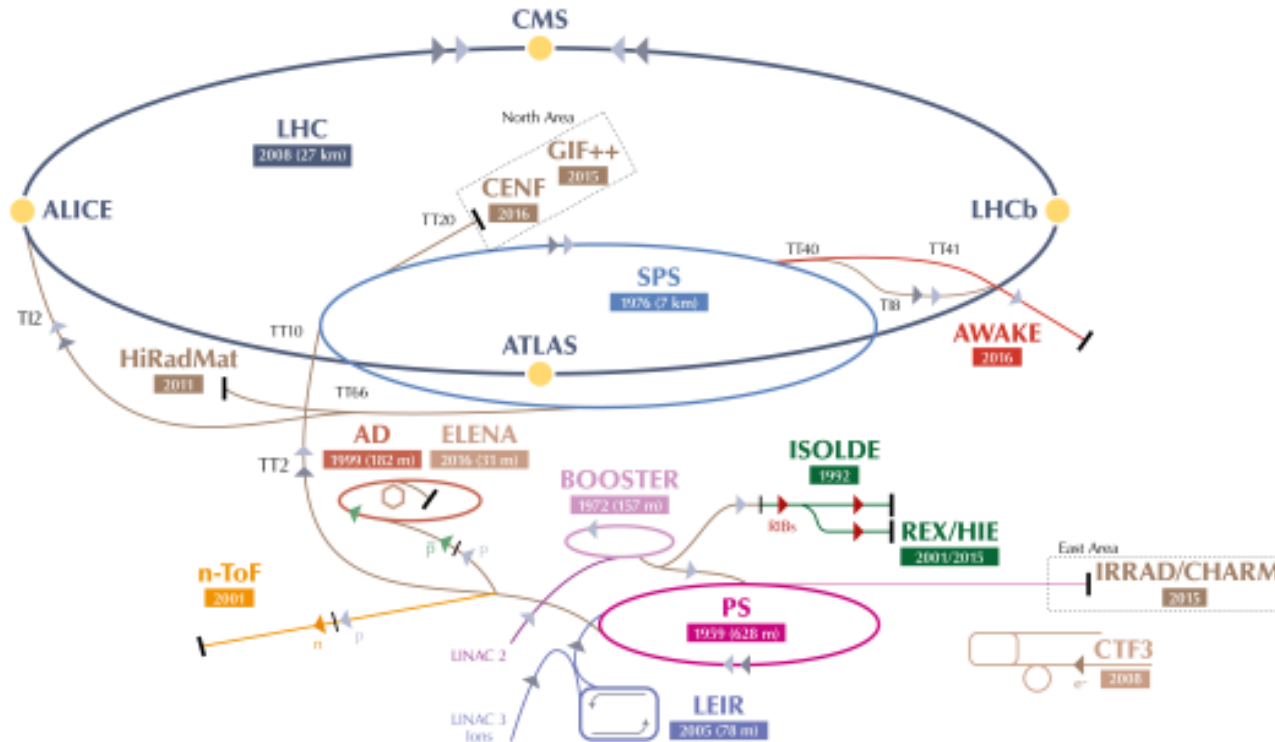 CMS
North Area
LHC
2008 (27 km)
GIF++
2015
CENF
2016
ALICE
LHCb
TT20
TT40
TT41
SPS
1976 (7 km)
TI8
TI2
TT10
ATLAS
AWAKE
2016
HiRadMat
2011
TT66
AD
1999 (182 m)
ELENA
2016 (31 m)
TT2
BOOSTER
1972 (157 m)
ISOLDE
1992
RIBs
REX/HIE
2001/2015
p̄
p
East Area
IRRAD/CHARM
2015
n-ToF
2001
n
p
PS
1959 (628 m)
LINAC 2
CTF3
2008
e-
LINAC 3
Ions
LEIR
2005 (78 m)